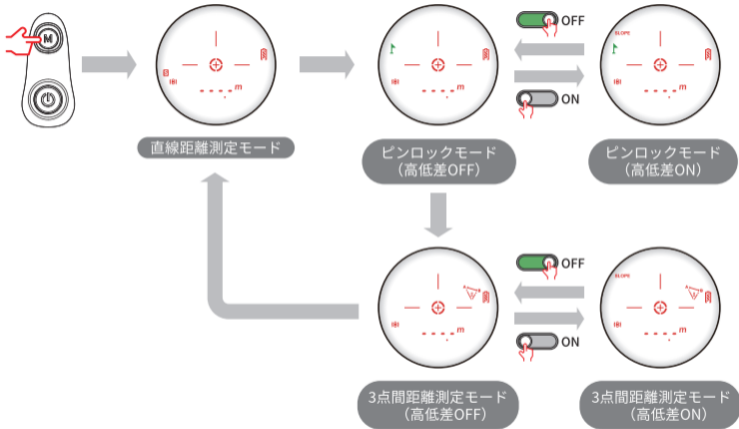 M
S
m
直線距離測定モード
m
ピンロックモード
（高低差OFF）
OFF
ON
SLOPE
m
ピンロックモード
（高低差ON）
m
3点間距離測定モード
（高低差OFF）
OFF
ON
SLOPE
m
3点間距離測定モード
（高低差ON）